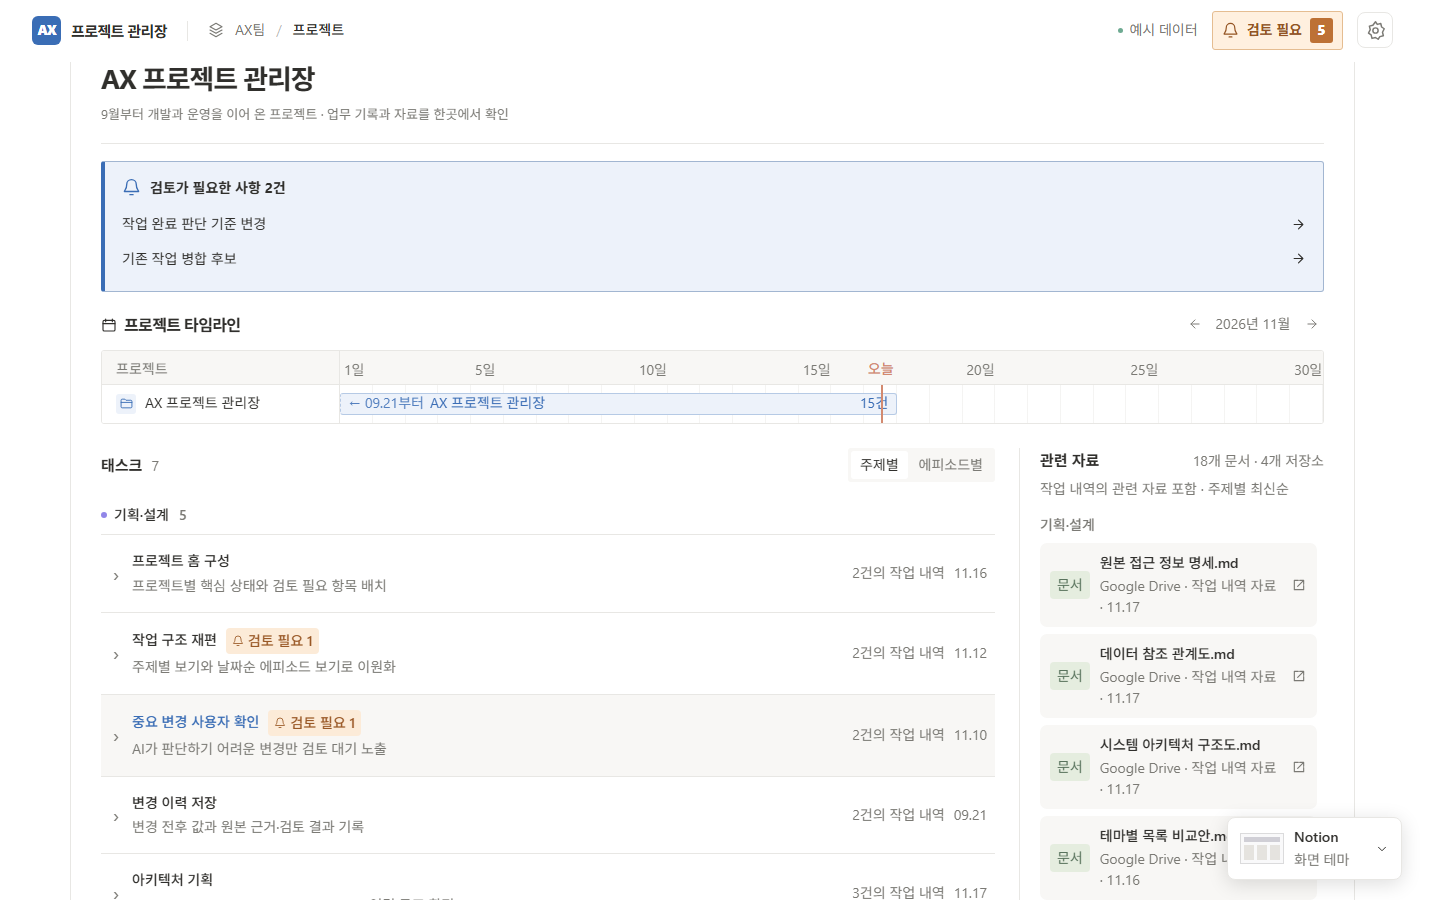 AX 프로젝트 관리장
AX팀 / 프로젝트
예시 데이터
검토 필요 5
AX 프로젝트 관리장
9월부터 개발과 운영을 이어 온 프로젝트 · 업무 기록과 자료를 한곳에서 확인
검토가 필요한 사항 2건
작업 완료 판단 기준 변경
기존 작업 병합 후보
프로젝트 타임라인
← 2026년 11월 →
프로젝트 1일 5일 10일 15일 오늘 20일 25일 30일
AX 프로젝트 관리장
← 09.21부터 AX 프로젝트 관리장 15건
태스크 7
주제별 에피소드별
기획·설계 5
프로젝트 홈 구성
프로젝트별 핵심 상태와 검토 필요 항목 배치
2건의 작업 내역 11.16
작업 구조 재편 검토 필요 1
주제별 보기와 날짜순 에피소드 보기로 이원화
2건의 작업 내역 11.12
중요 변경 사용자 확인 검토 필요 1
AI가 판단하기 어려운 변경만 검토 대기 노출
2건의 작업 내역 11.10
변경 이력 저장
변경 전후 값과 원본 근거·검토 결과 기록
2건의 작업 내역 09.21
아키텍처 기획
3건의 작업 내역 11.17
관련 자료
18개 문서 · 4개 저장소
작업 내역의 관련 자료 포함 · 주제별 최신순
기획·설계
문서
원본 접근 정보 명세.md
Google Drive · 작업 내역 자료
· 11.17
문서
데이터 참조 관계도.md
Google Drive · 작업 내역 자료
· 11.17
문서
시스템 아키텍처 구조도.md
Google Drive · 작업 내역 자료
· 11.17
문서
테마별 목록 비교안.m
Google Drive · 작업
· 11.16
Notion
화면 테마